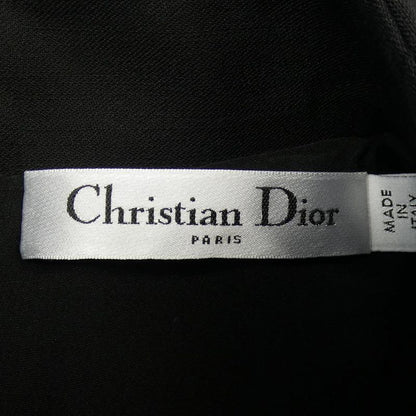 Christian Dior
PARIS
MADE
IN
ITALY